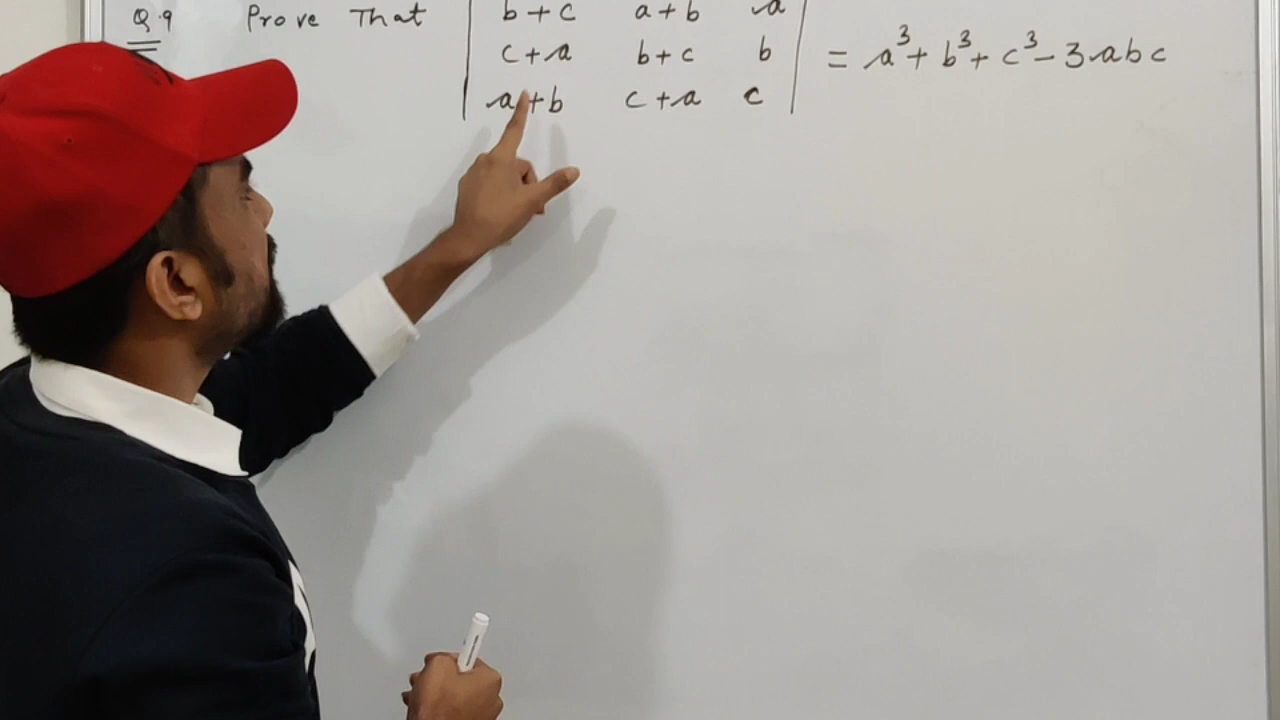 Q.9 Prove That | b+c a+b a |
| c+a b+c b | = a³+ b³+ c³- 3abc
| a+b c+a c |